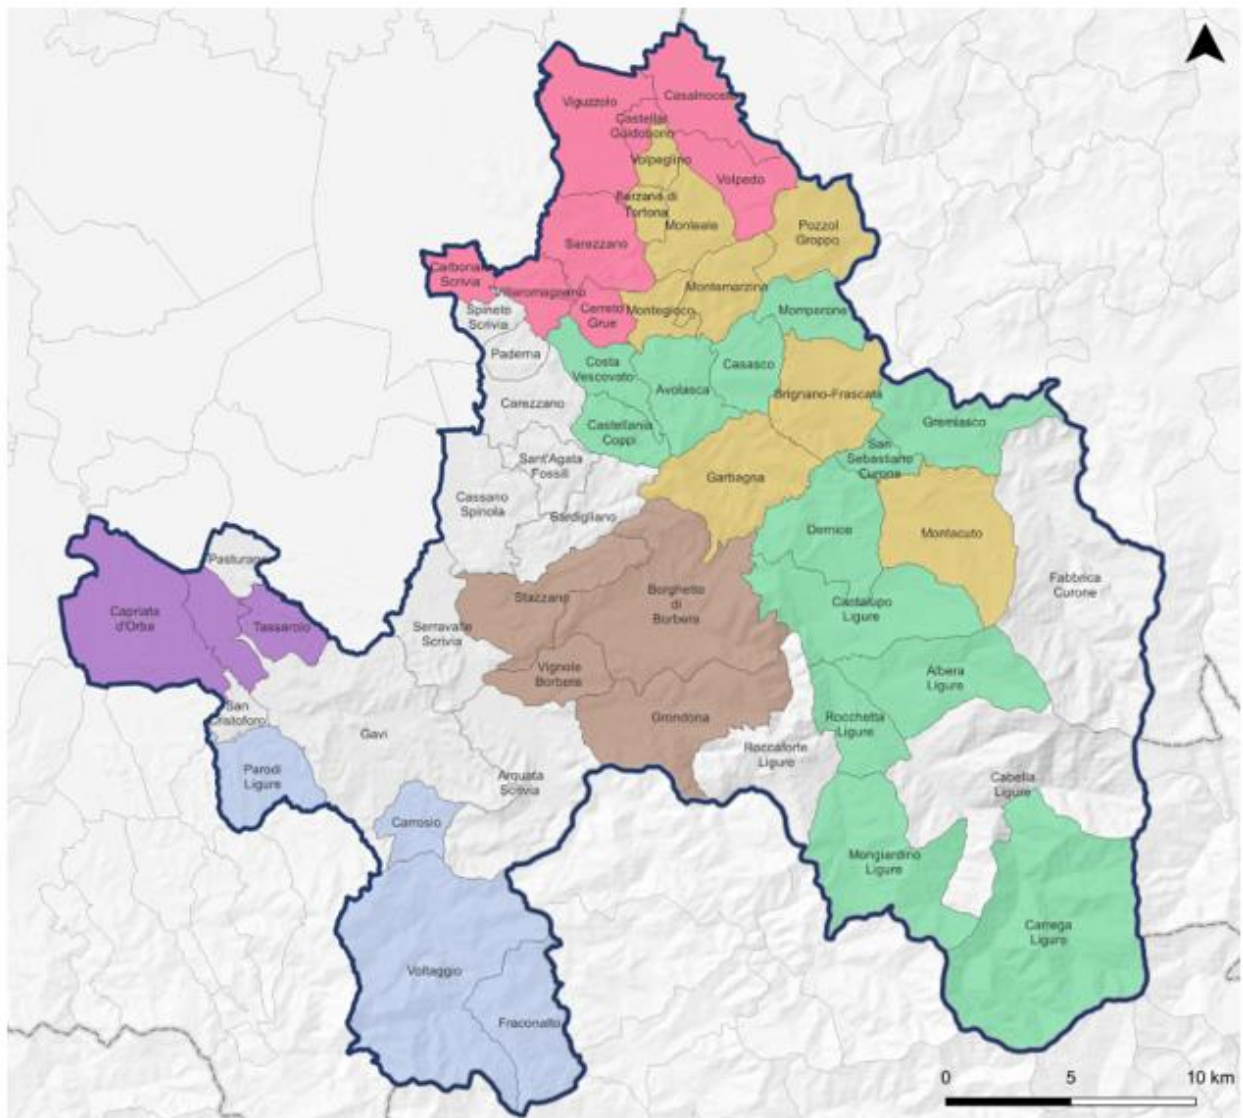 Viguzzolo
Casalnoceto
Castellar
Guidobono
Volpeglino
Volpedo
Berzano di
Tortona
Monleale
Pozzol
Groppo
Sarezzano
Carbonara
Scrivia
Villaromagnano
Montemarzino
Spineto
Scrivia
Cerreto
Grue
Montegioco
Momperone
Paderna
Costa
Vescovato
Avolasca
Casasco
Carezzano
Brignano-Frascata
Castellania
Coppi
Gremiasco
San
Sebastiano
Curone
Sant'Agata
Fossili
Garbagna
Cassano
Spinola
Sardigliano
Dernice
Montacuto
Pasturana
Fabbrica
Curone
Stazzano
Borghetto
di
Borbera
Cantalupo
Ligure
Capriata
d'Orba
Tassarolo
Serravalle
Scrivia
Vignole
Borbera
Albera
Ligure
San
Cristoforo
Grondona
Rocchetta
Ligure
Gavi
Roccaforte
Ligure
Parodi
Ligure
Arquata
Scrivia
Cabella
Ligure
Carrosio
Mongiardino
Ligure
Carrega
Ligure
Voltaggio
Fraconalto
0 5 10 km